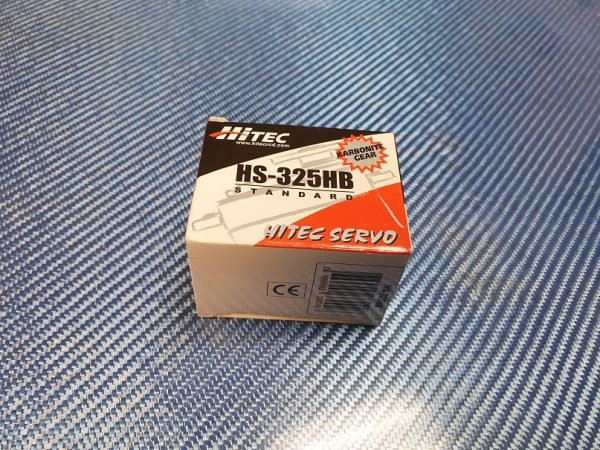 HiTEC
www.hitecrcd.com
KARBONITE
GEAR
HS-325HB
STANDARD
HITEC SERVO
CE